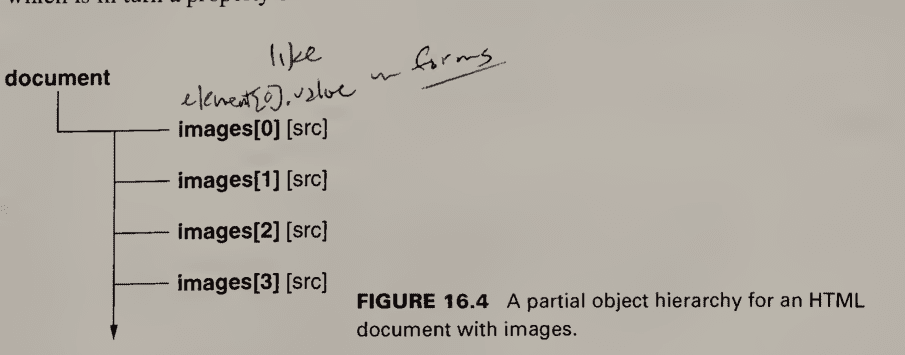 which is in turn a property
like
document
element[0].value in forms
images[0] [src]
images[1] [src]
images[2] [src]
images[3] [src]
FIGURE 16.4 A partial object hierarchy for an HTML
document with images.